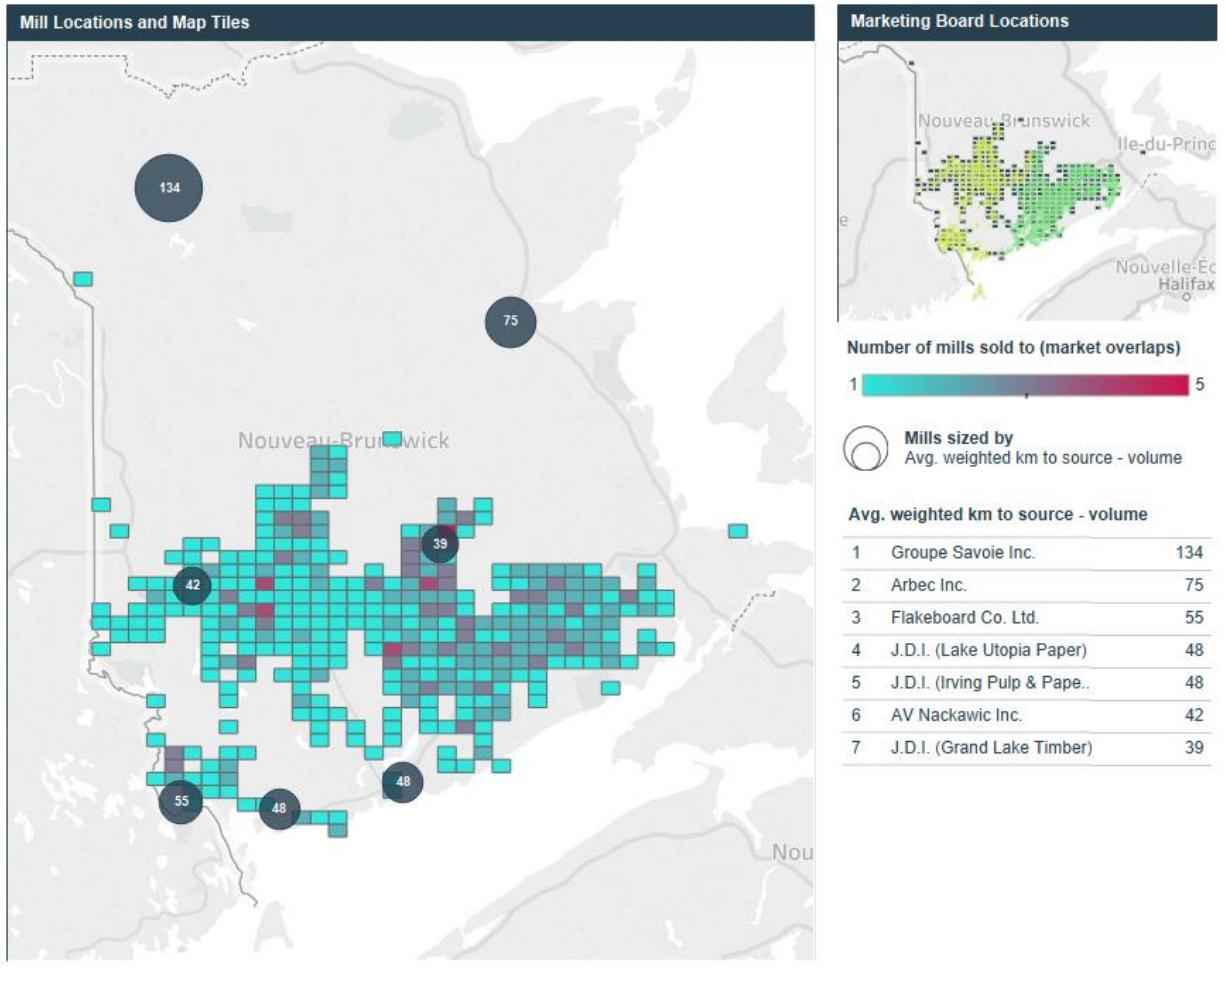 Mill Locations and Map Tiles
134
75
Nouveau-Brunswick
39
42
48
55
48
Nou
Marketing Board Locations
Nouveau Brunswick
Ile-du-Princ
e
Nouvelle-Éc
Halifax
Number of mills sold to (market overlaps)
1 5
Mills sized by
Avg. weighted km to source - volume
Avg. weighted km to source - volume
1 Groupe Savoie Inc. 134
2 Arbec Inc. 75
3 Flakeboard Co. Ltd. 55
4 J.D.I. (Lake Utopia Paper) 48
5 J.D.I. (Irving Pulp & Pape.. 48
6 AV Nackawic Inc. 42
7 J.D.I. (Grand Lake Timber) 39